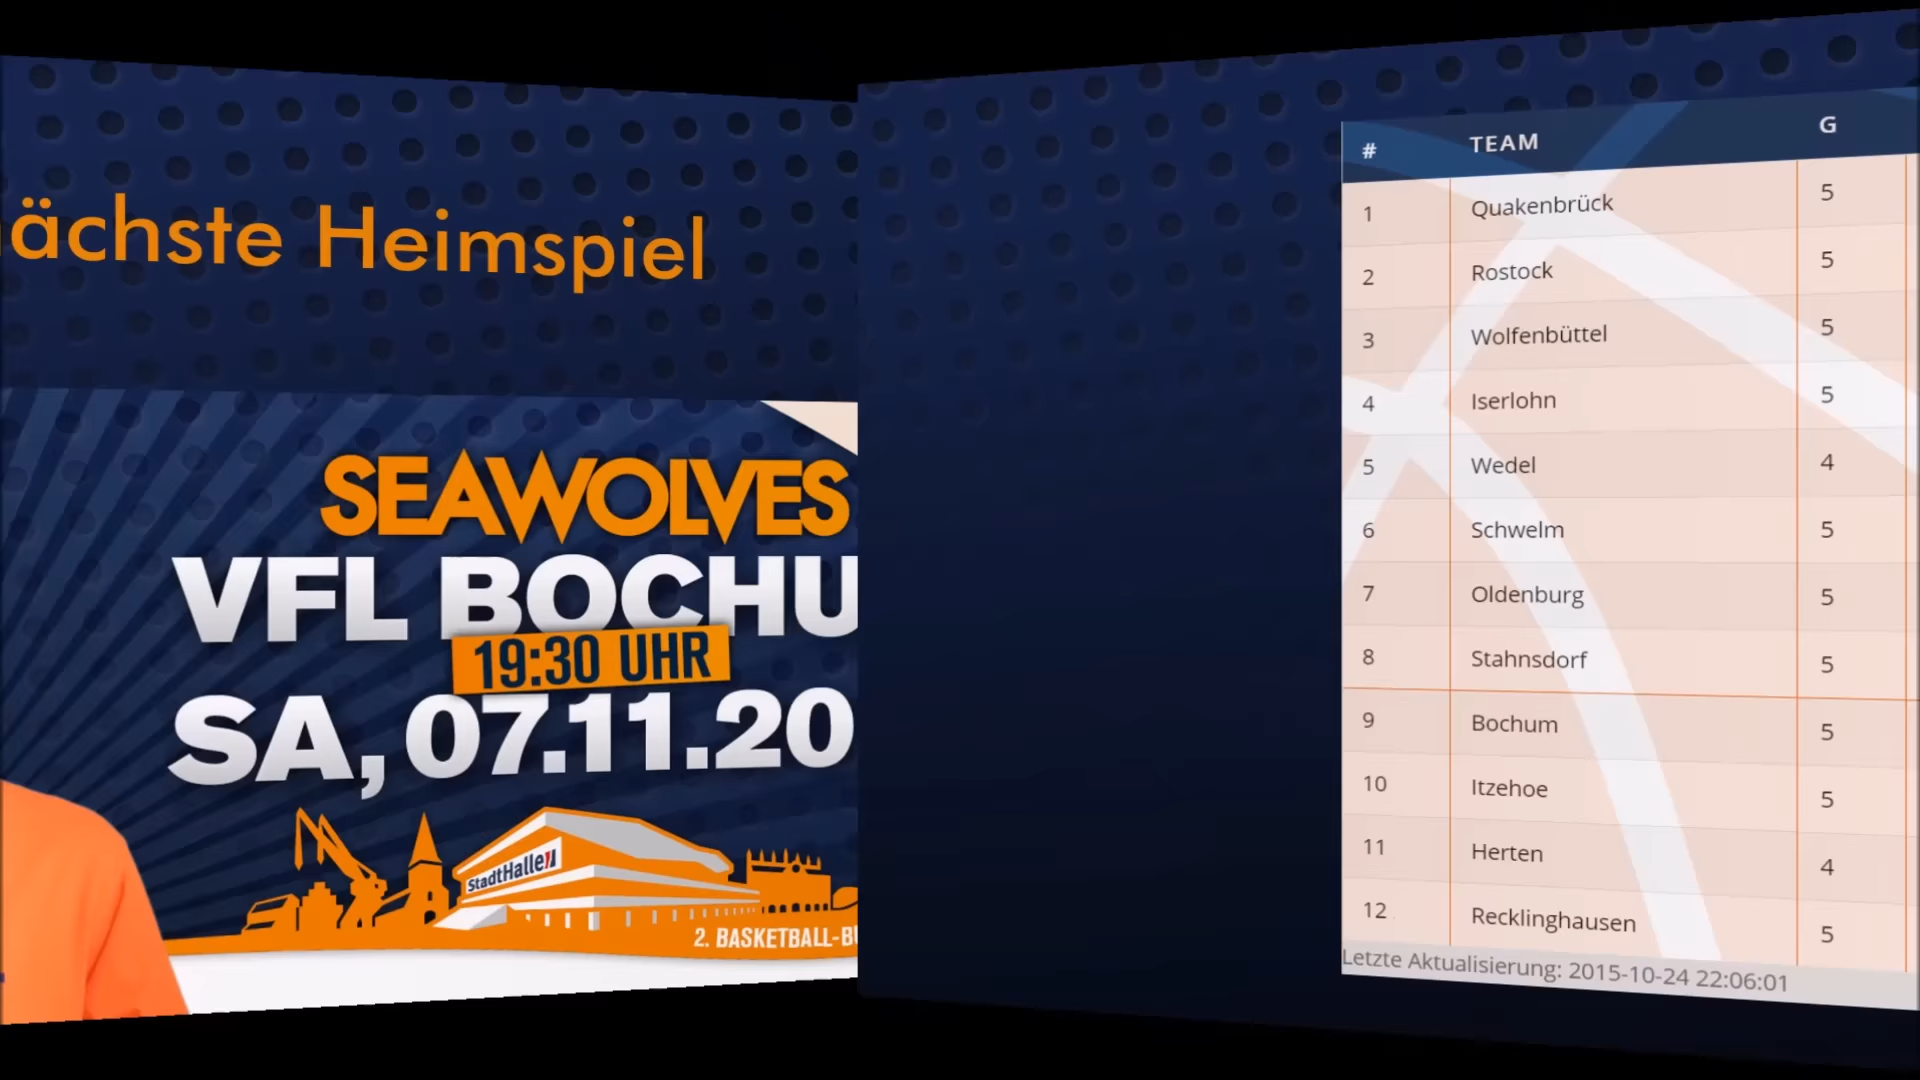 nächste Heimspiel
SEAWOLVES
VFL BOCHU
19:30 UHR
SA, 07.11.20
StadtHalle
2. BASKETBALL-BU
# TEAM G
1 Quakenbrück 5
2 Rostock 5
3 Wolfenbüttel 5
4 Iserlohn 5
5 Wedel 4
6 Schwelm 5
7 Oldenburg 5
8 Stahnsdorf 5
9 Bochum 5
10 Itzehoe 5
11 Herten 4
12 Recklinghausen 5
Letzte Aktualisierung: 2015-10-24 22:06:01